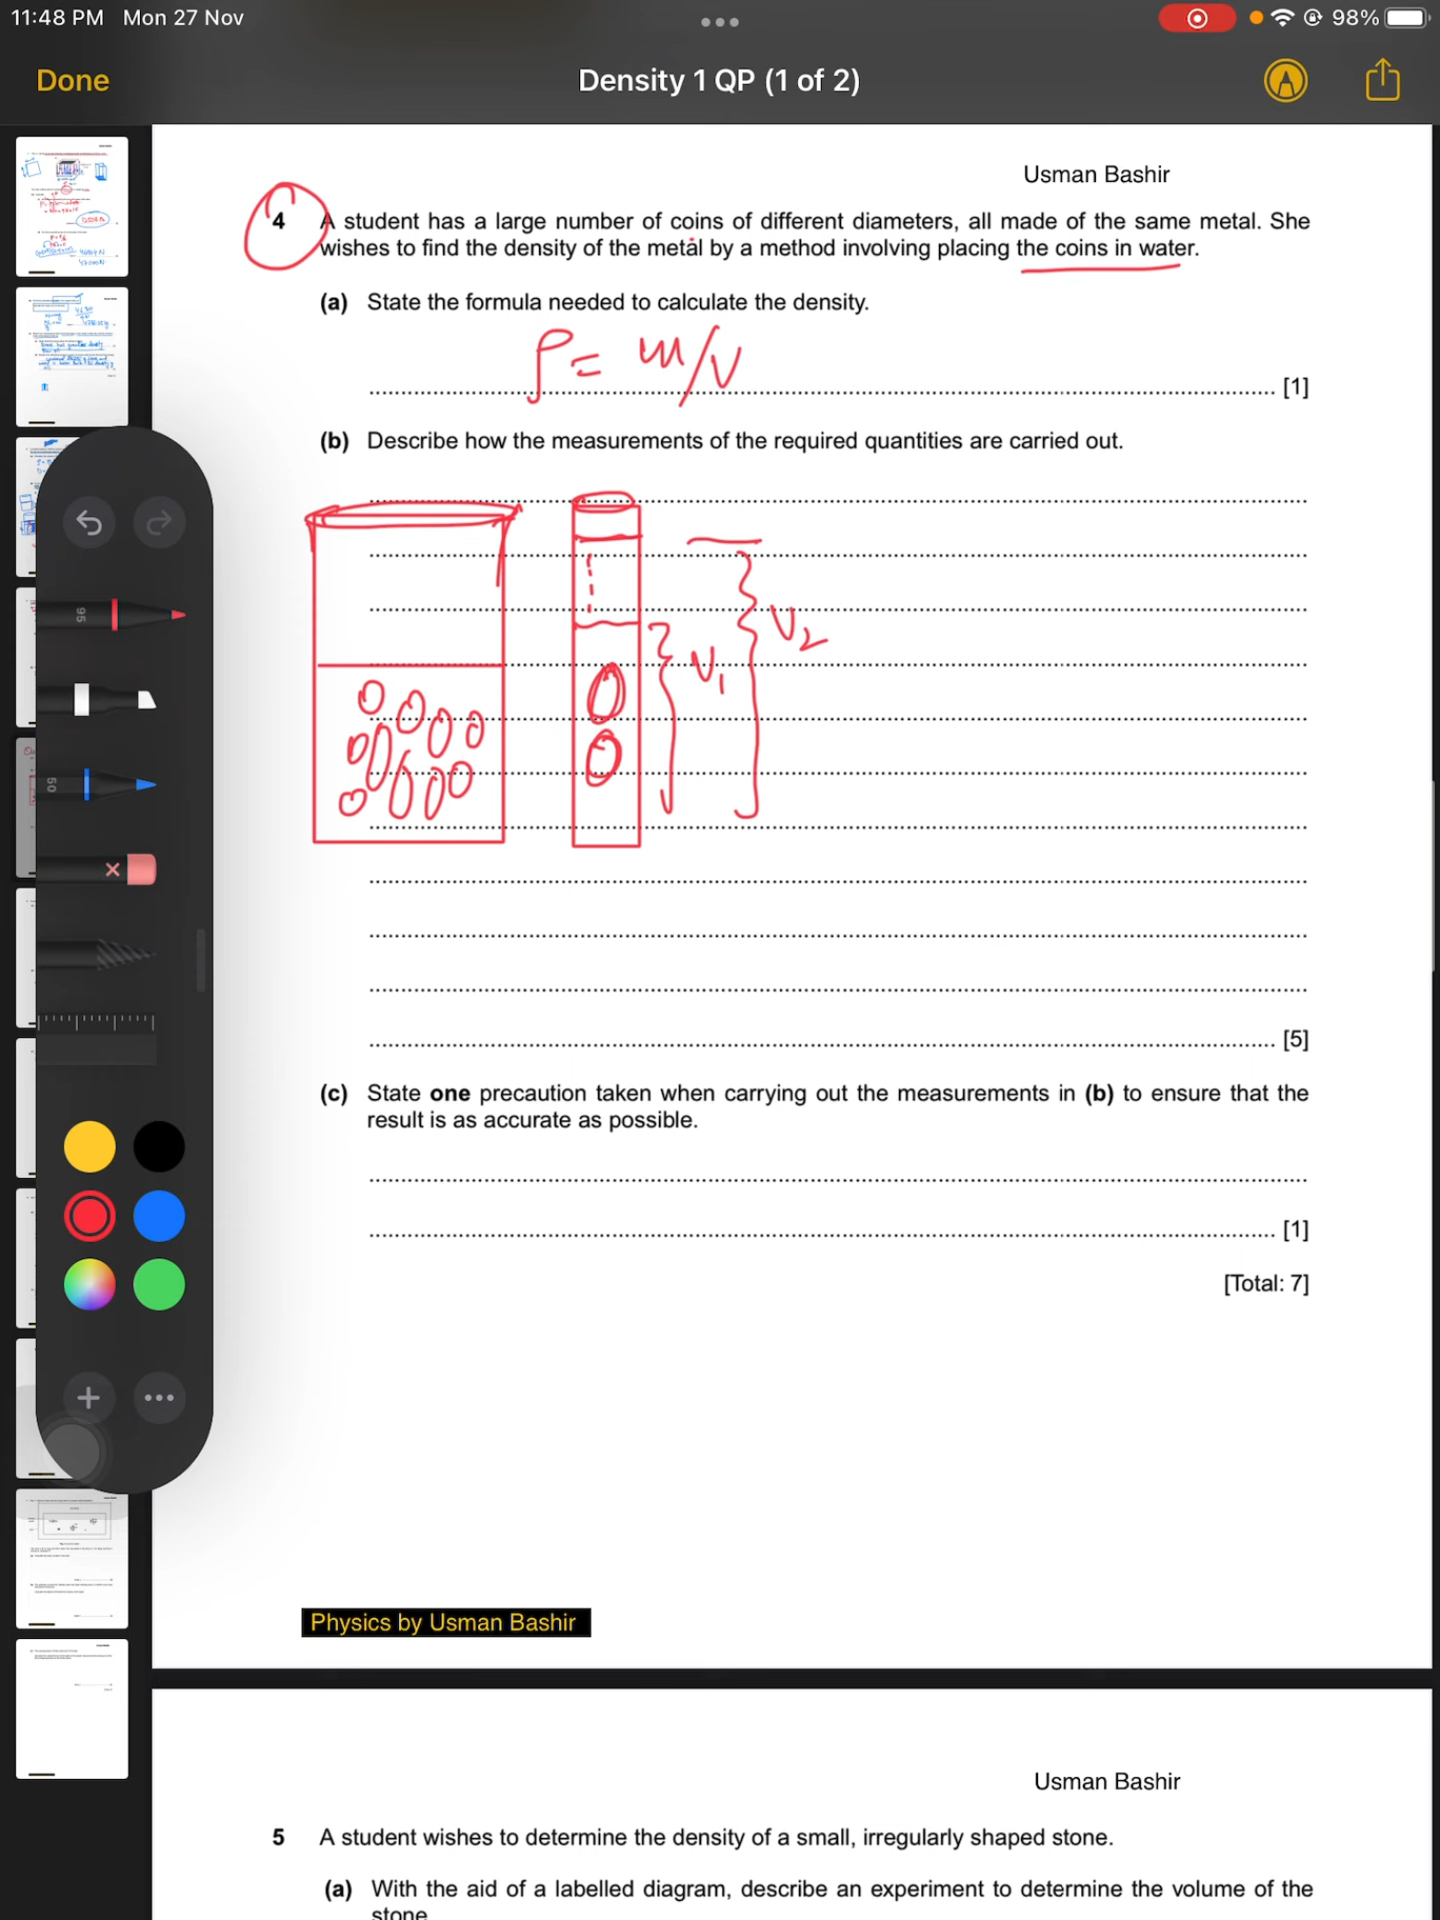 11:48 PM Mon 27 Nov
98%
Done
Density 1 QP (1 of 2)
Usman Bashir
4 A student has a large number of coins of different diameters, all made of the same metal. She
wishes to find the density of the metal by a method involving placing the coins in water.
(a) State the formula needed to calculate the density.
ρ = m/V
[1]
(b) Describe how the measurements of the required quantities are carried out.
V₂
V₁
95
50
[5]
(c) State one precaution taken when carrying out the measurements in (b) to ensure that the
result is as accurate as possible.
[1]
[Total: 7]
Physics by Usman Bashir
Usman Bashir
5 A student wishes to determine the density of a small, irregularly shaped stone.
(a) With the aid of a labelled diagram, describe an experiment to determine the volume of the
stone